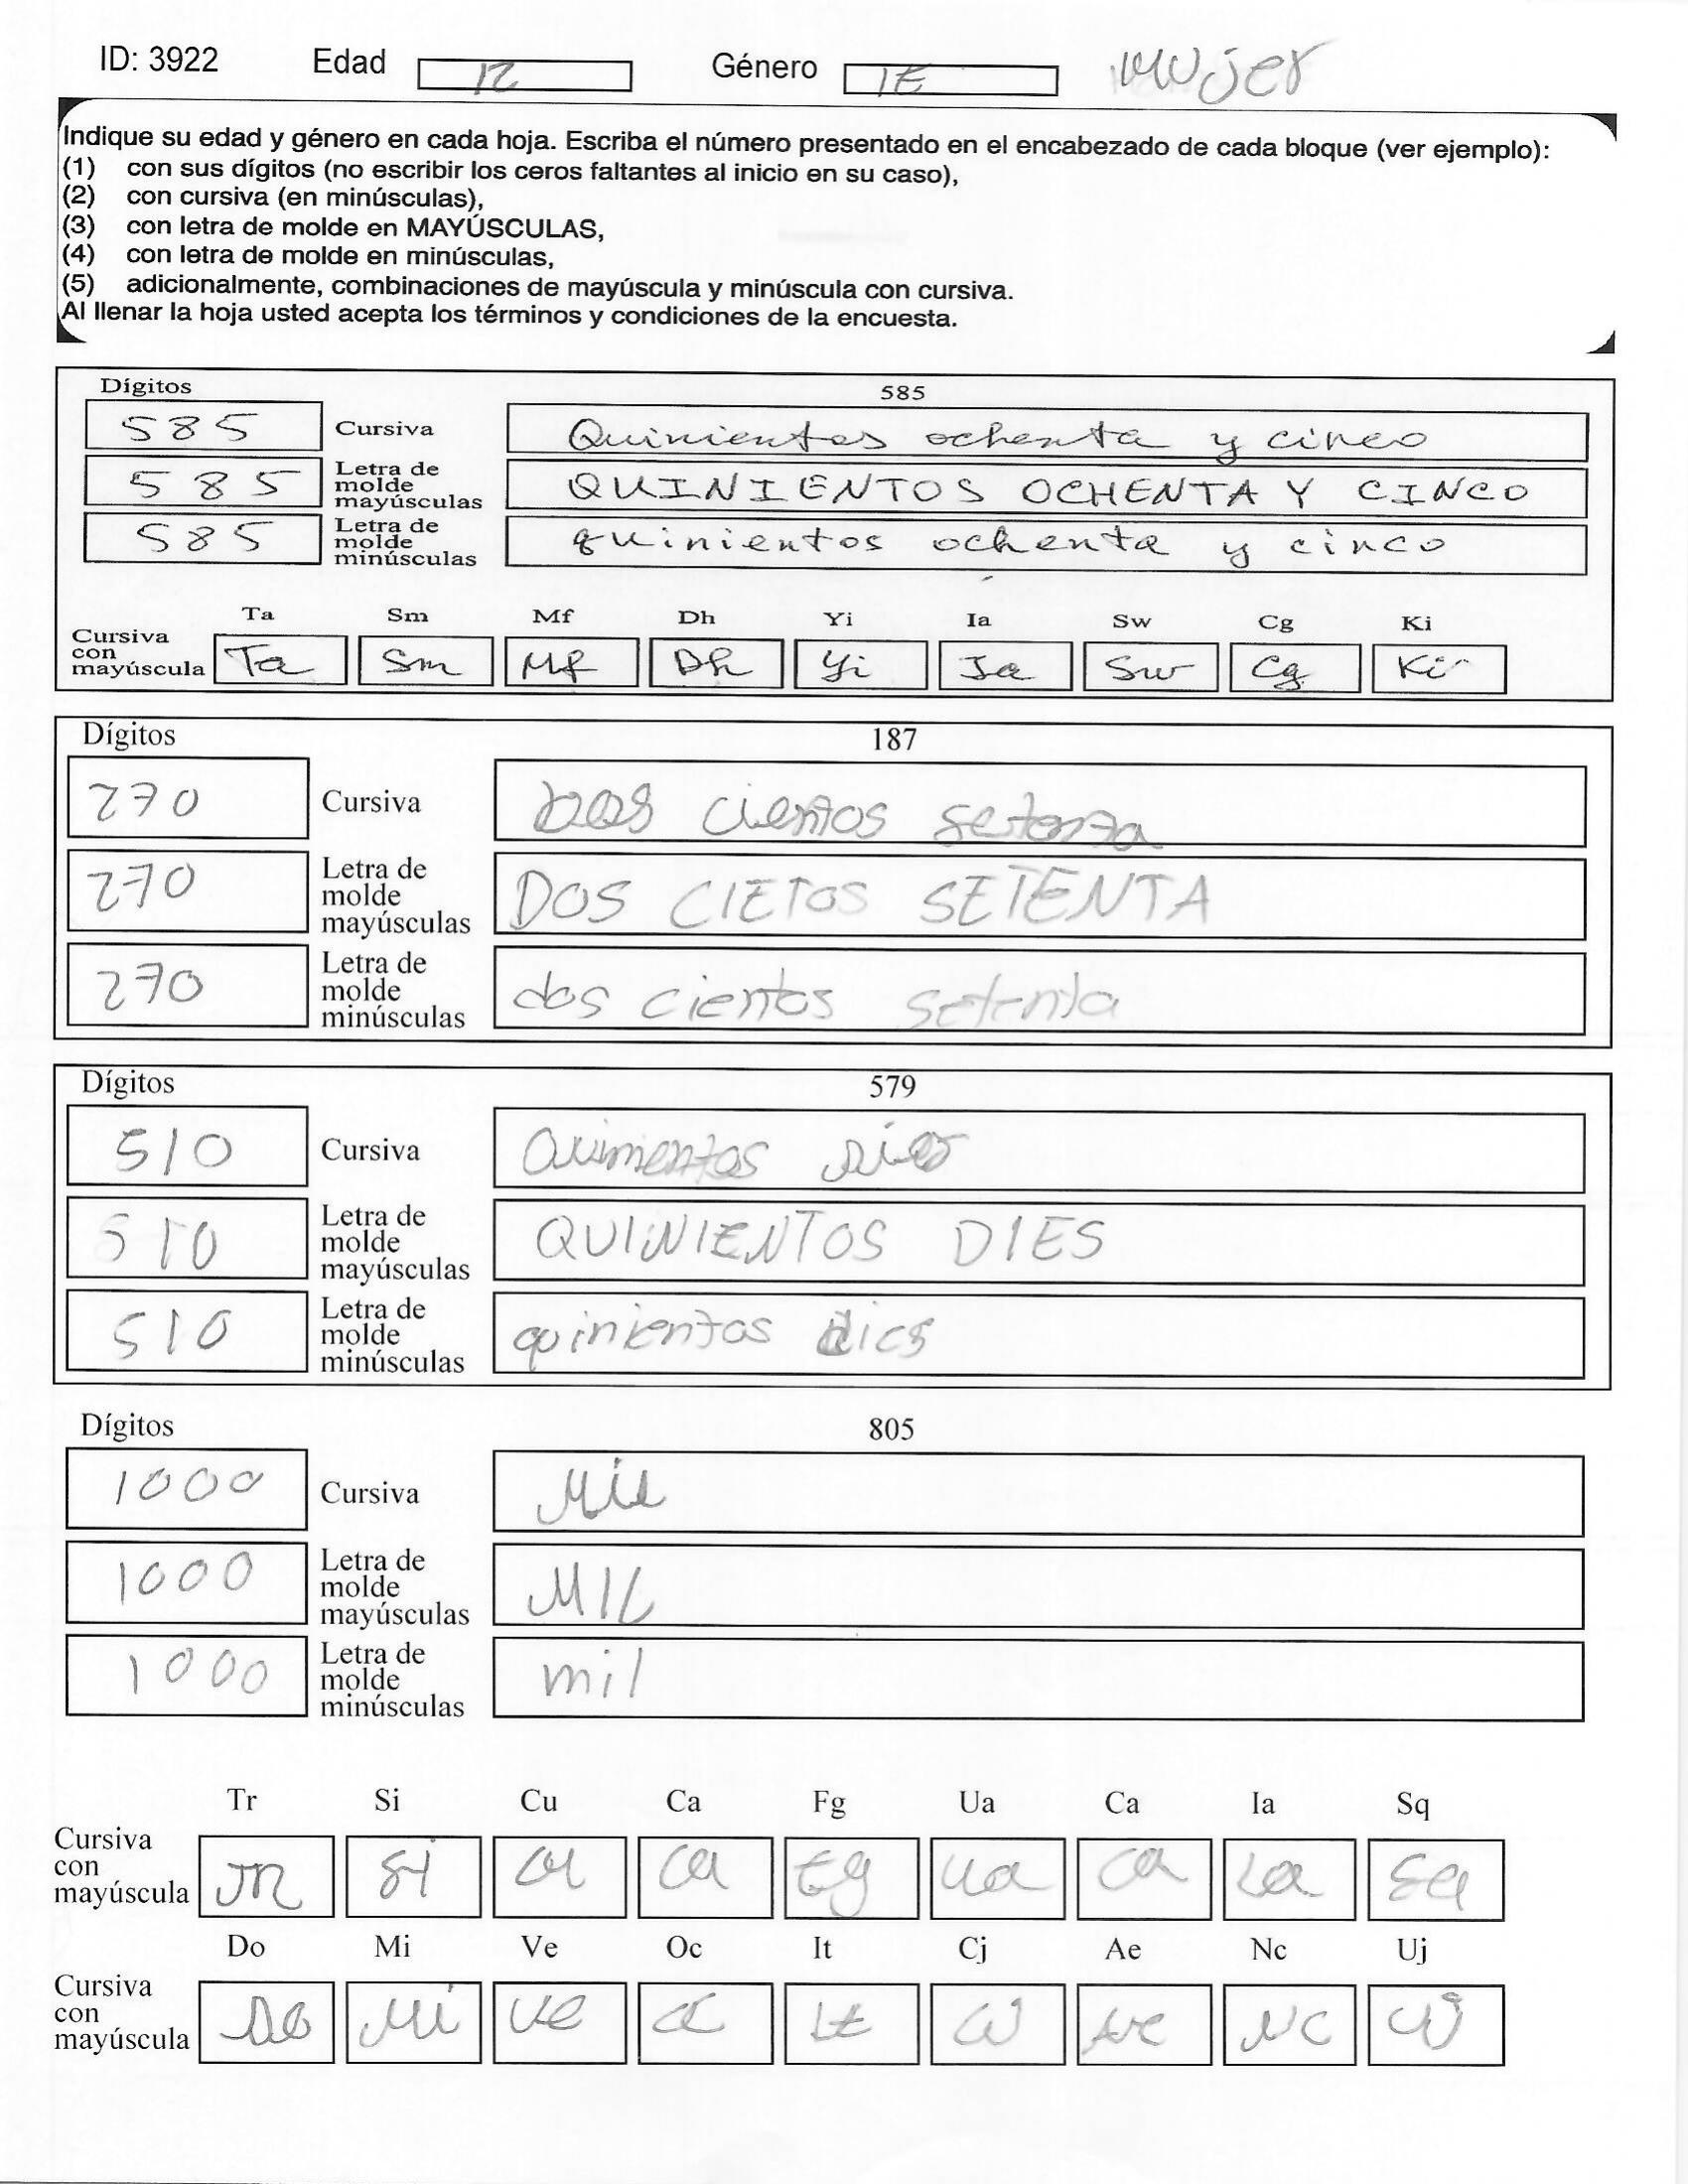 ID: 3922 Edad 12 Género 1E Mujer
Indique su edad y género en cada hoja. Escriba el número presentado en el encabezado de cada bloque (ver ejemplo):
(1) con sus dígitos (no escribir los ceros faltantes al inicio en su caso),
(2) con cursiva (en minúsculas),
(3) con letra de molde en MAYÚSCULAS,
(4) con letra de molde en minúsculas,
(5) adicionalmente, combinaciones de mayúscula y minúscula con cursiva.
Al llenar la hoja usted acepta los términos y condiciones de la encuesta.
Dígitos 585
585 Cursiva Quinientos ochenta y cinco
585 Letra de molde mayúsculas QUINIENTOS OCHENTA Y CINCO
585 Letra de molde minúsculas quinientos ochenta y cinco
Ta Sm Mf Dh Yi Ia Sw Cg Ki
Cursiva con mayúscula Ta Sm Mf Dh Yi Ia Sw Cg Ki
Dígitos 187
270 Cursiva Dos cientos setenta
270 Letra de molde mayúsculas DOS CIETOS SETENTA
270 Letra de molde minúsculas dos cientos setenta
Dígitos 579
510 Cursiva Quinientos
510 Letra de molde mayúsculas QUINIENTOS DIES
510 Letra de molde minúsculas quinientos dies
Dígitos 805
1000 Cursiva Mil
1000 Letra de molde mayúsculas MIL
1000 Letra de molde minúsculas mil
Tr Si Cu Ca Fg Ua Ca Ia Sq
Cursiva con mayúscula Tr Si Cu Ca Fg Ua Ca Ia Sq
Do Mi Ve Oc It Cj Ae Nc Uj
Cursiva con mayúscula Do Mi Ve Oc It Cj Ae Nc Uj